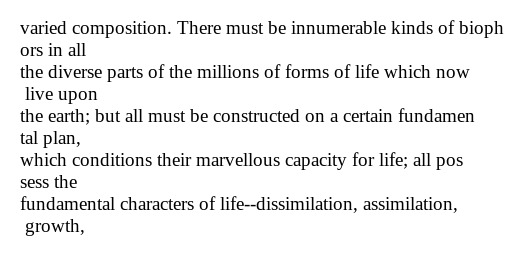 varied composition. There must be innumerable kinds of bioph
ors in all
the diverse parts of the millions of forms of life which now
live upon
the earth; but all must be constructed on a certain fundamen
tal plan,
which conditions their marvellous capacity for life; all pos
sess the
fundamental characters of life--dissimilation, assimilation,
growth,